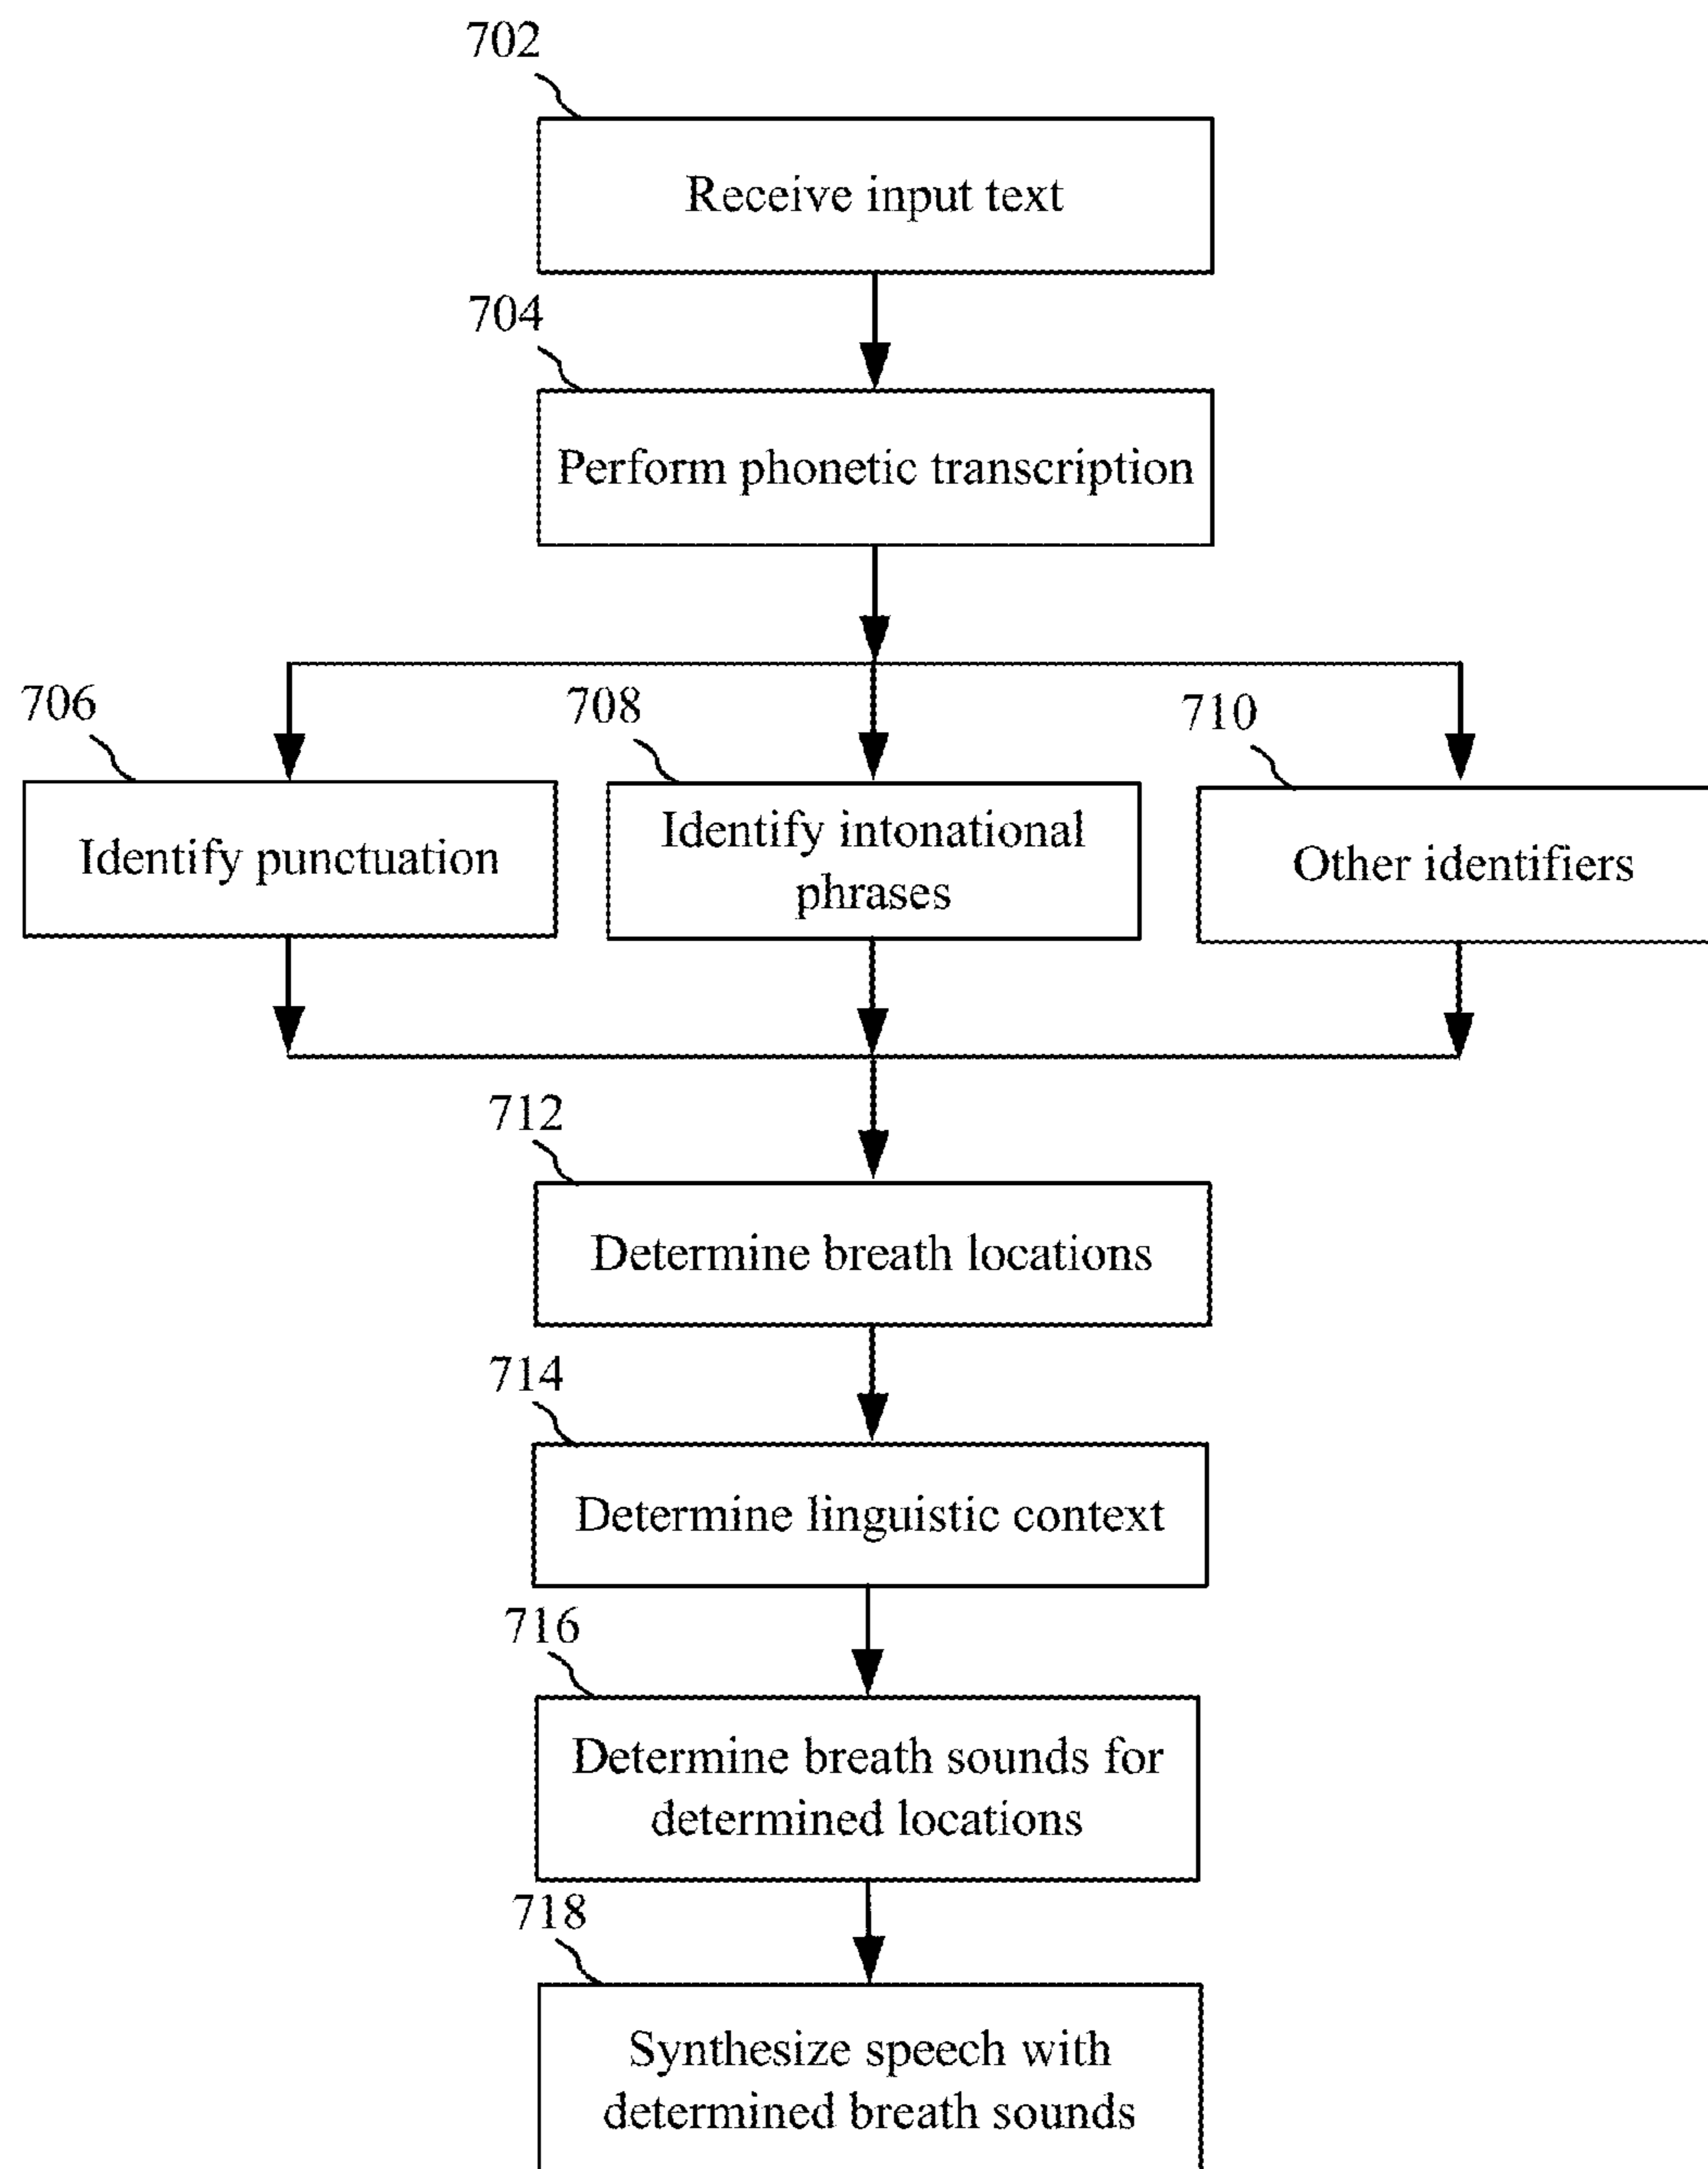 702
Receive input text
704
Perform phonetic transcription
706
Identify punctuation
708
Identify intonational
phrases
710
Other identifiers
712
Determine breath locations
714
Determine linguistic context
716
Determine breath sounds for
determined locations
718
Synthesize speech with
determined breath sounds